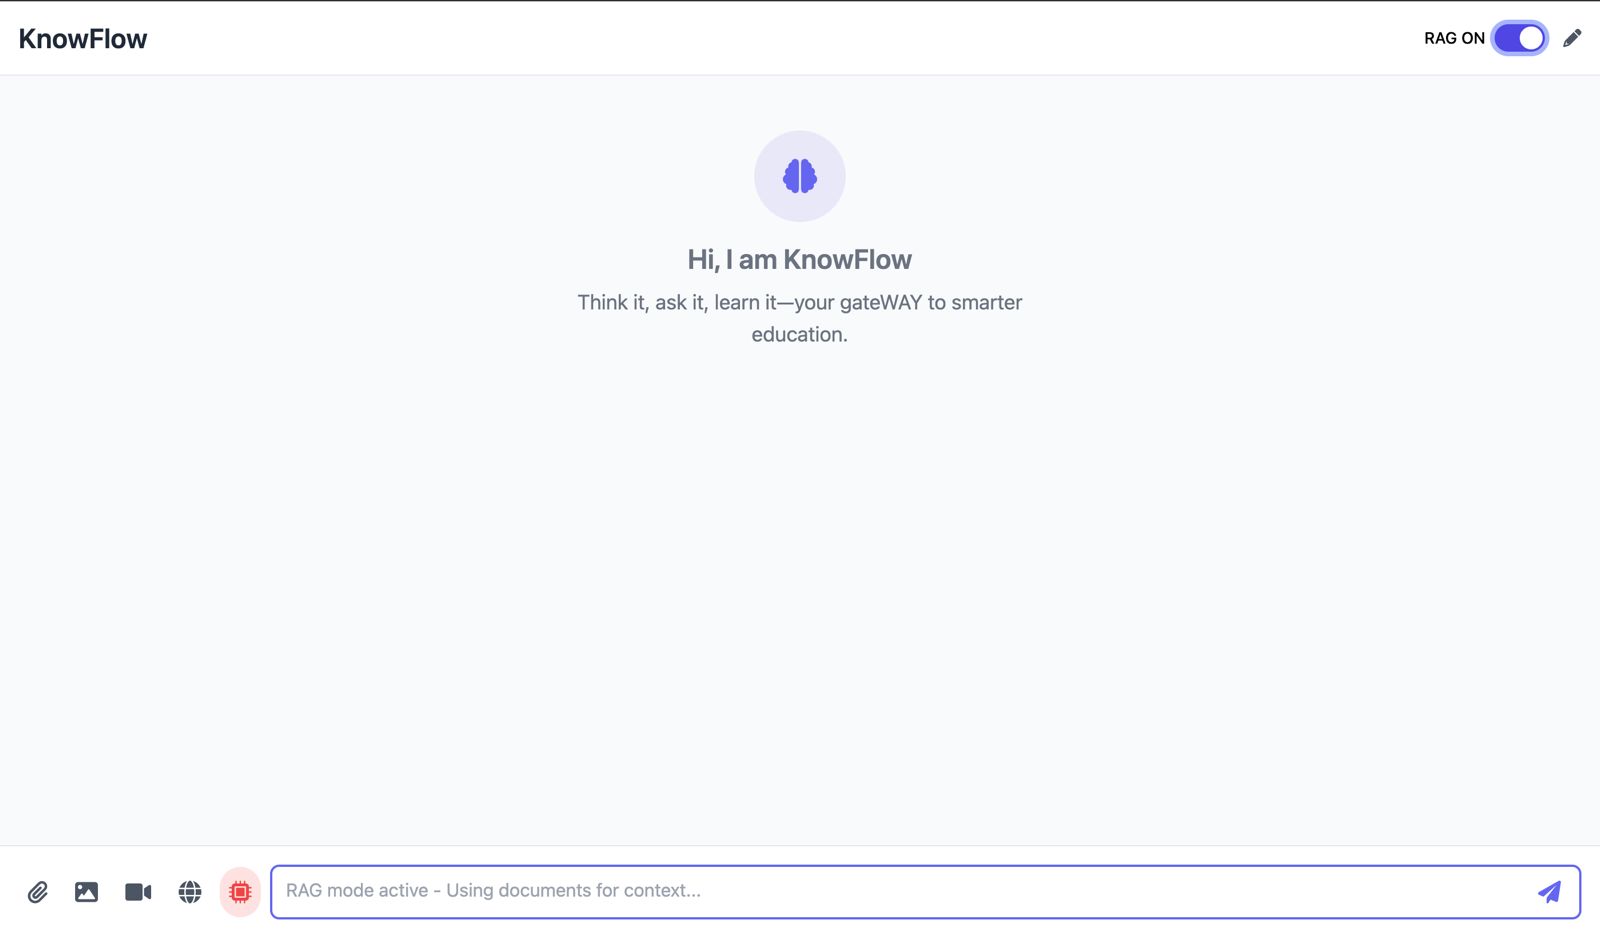 KnowFlow
RAG ON
Hi, I am KnowFlow
Think it, ask it, learn it—your gateWAY to smarter
education.
RAG mode active - Using documents for context...